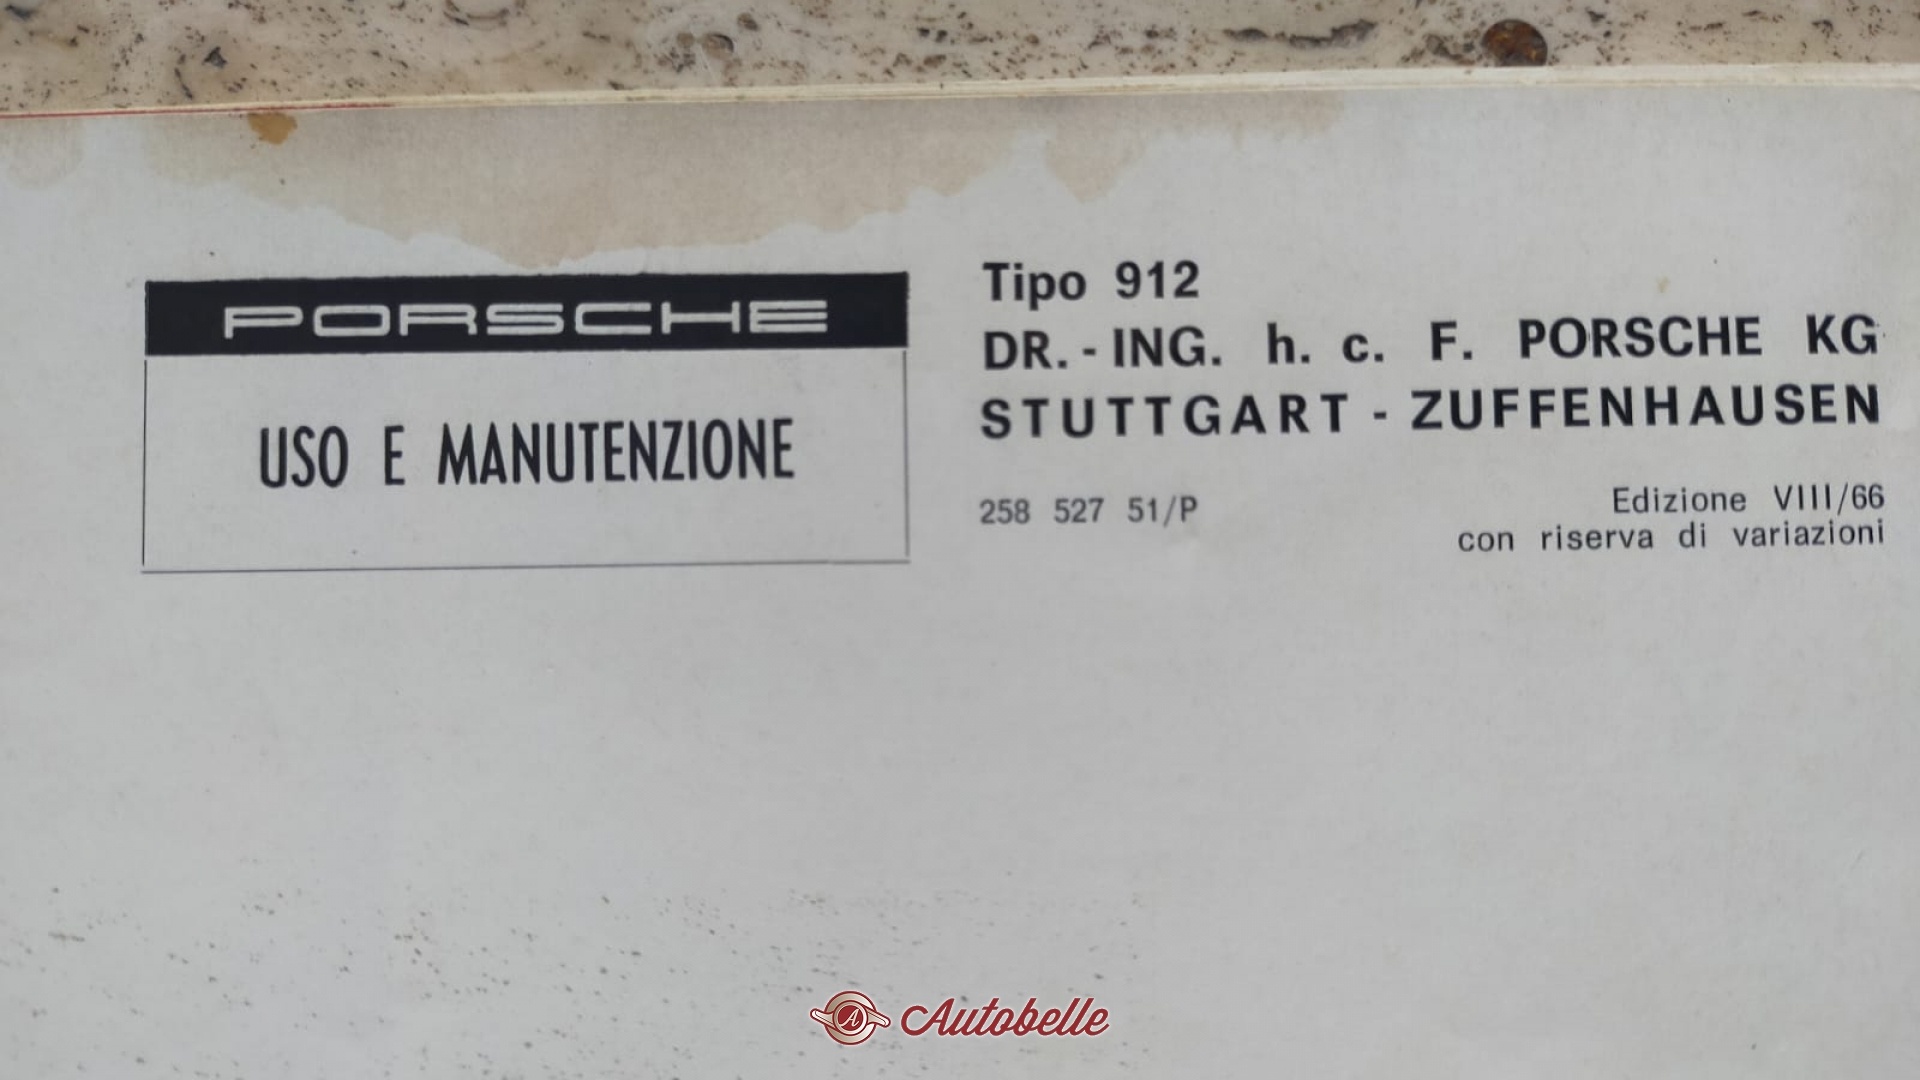 PORSCHE
USO E MANUTENZIONE
Tipo 912
DR.-ING. h. c. F. PORSCHE KG
STUTTGART - ZUFFENHAUSEN
258 527 51/P
Edizione VIII/66
con riserva di variazioni
A Autobelle